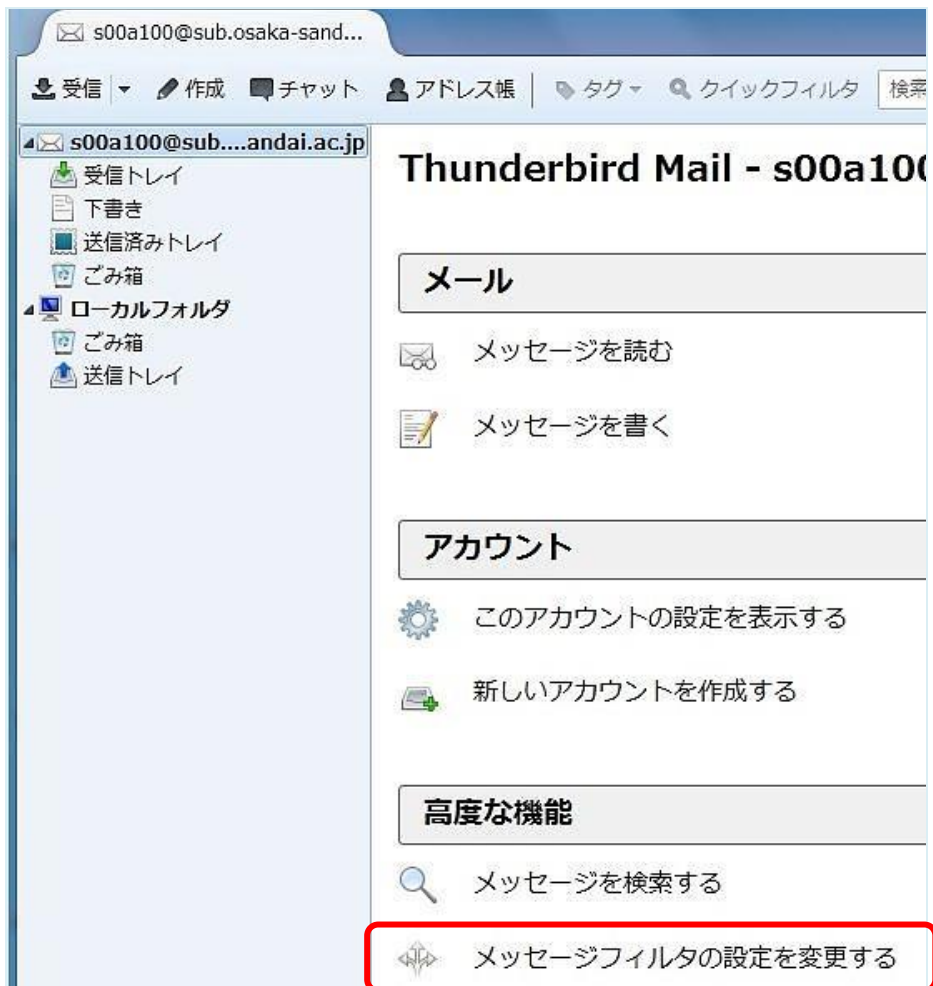 s00a100@sub.osaka-sand...
受信 作成 チャット アドレス帳 タグ クイックフィルタ 検索
s00a100@sub....andai.ac.jp
受信トレイ
下書き
送信済みトレイ
ごみ箱
ローカルフォルダ
ごみ箱
送信トレイ
Thunderbird Mail - s00a100
メール
メッセージを読む
メッセージを書く
アカウント
このアカウントの設定を表示する
新しいアカウントを作成する
高度な機能
メッセージを検索する
メッセージフィルタの設定を変更する